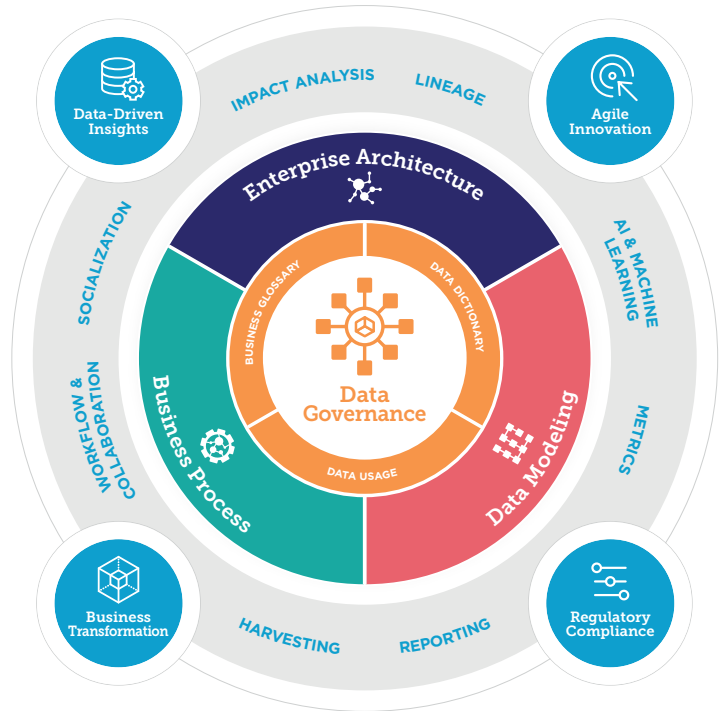 Data-Driven
Insights
IMPACT ANALYSIS
LINEAGE
Agile
Innovation
Enterprise Architecture
SOCIALIZATION
AI & MACHINE
LEARNING
BUSINESS GLOSSARY
DATA DICTIONARY
Data
Governance
WORKFLOW &
COLLABORATION
Business Process
Data Modeling
METRICS
DATA USAGE
Business
Transformation
HARVESTING
REPORTING
Regulatory
Compliance